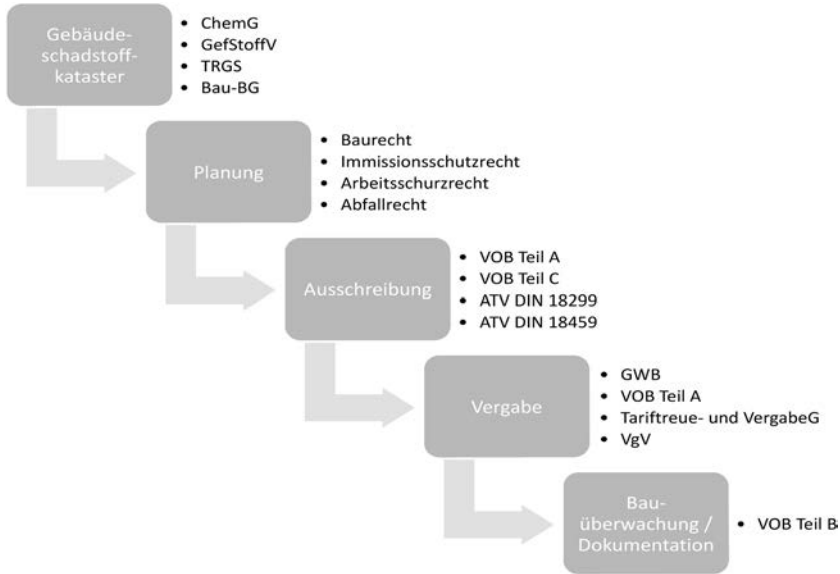 Gebäude-
schadstoff-
kataster
• ChemG
• GefStoffV
• TRGS
• Bau-BG
Planung
• Baurecht
• Immissionsschutzrecht
• Arbeitsschurzrecht
• Abfallrecht
Ausschreibung
• VOB Teil A
• VOB Teil C
• ATV DIN 18299
• ATV DIN 18459
Vergabe
• GWB
• VOB Teil A
• Tariftreue- und VergabeG
• VgV
Bau-
überwachung /
Dokumentation
• VOB Teil B